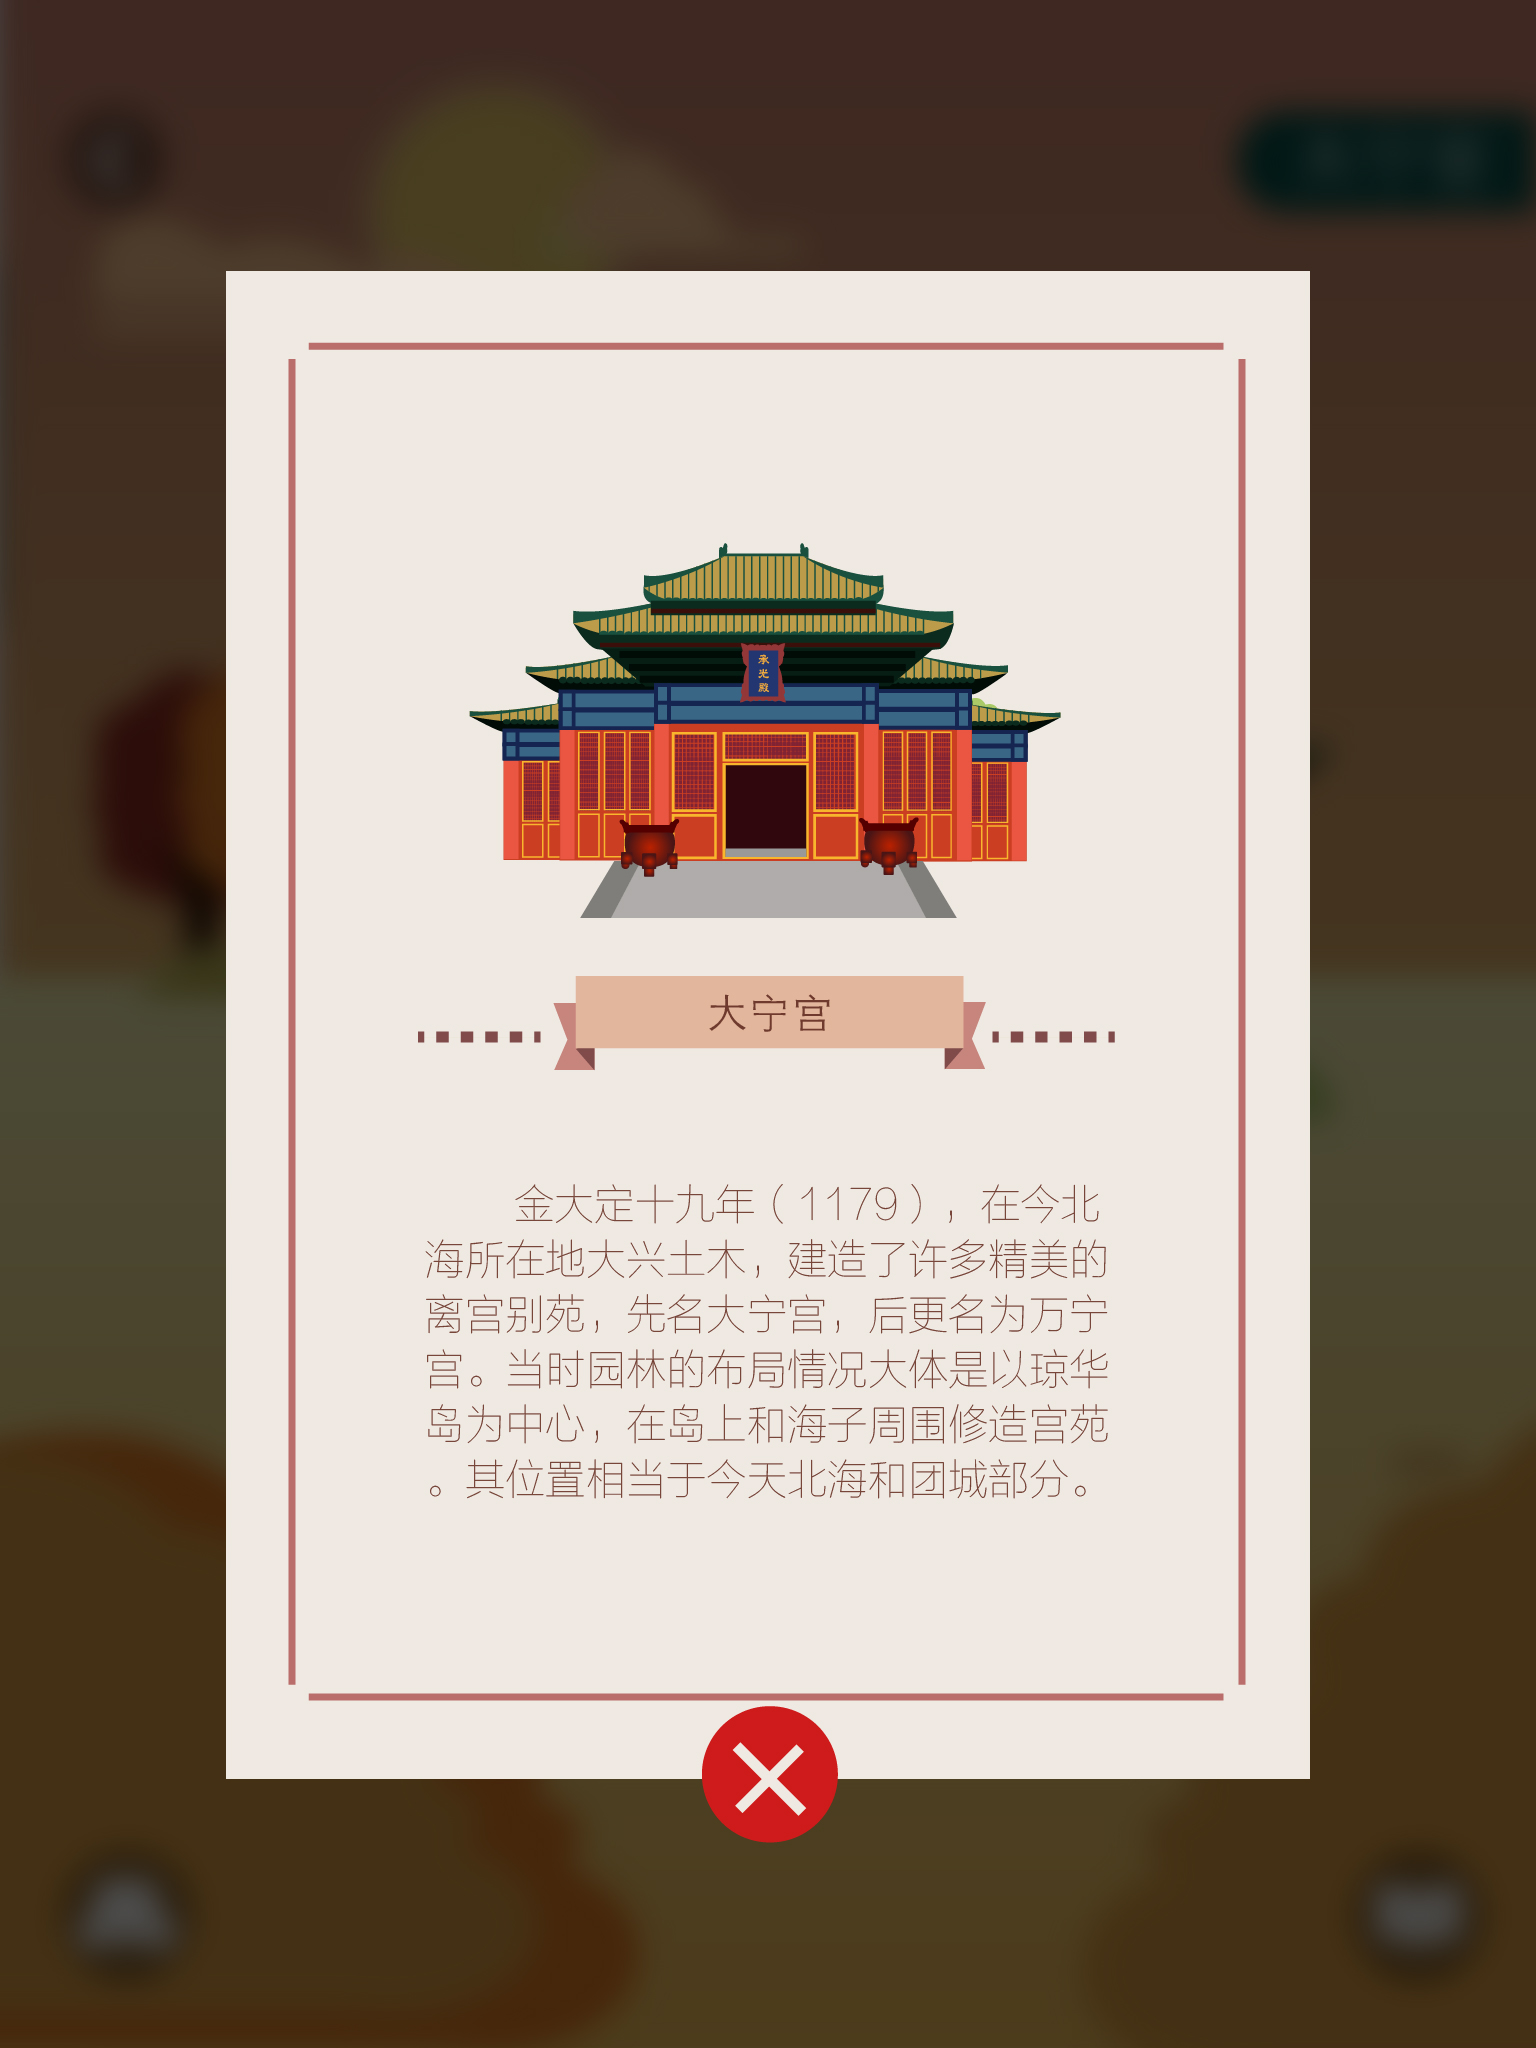 承
光
殿
大宁宫
金大定十九年（1179），在今北
海所在地大兴土木，建造了许多精美的
离宫别苑，先名大宁宫，后更名为万宁
宫。当时园林的布局情况大体是以琼华
岛为中心，在岛上和海子周围修造宫苑
。其位置相当于今天北海和团城部分。